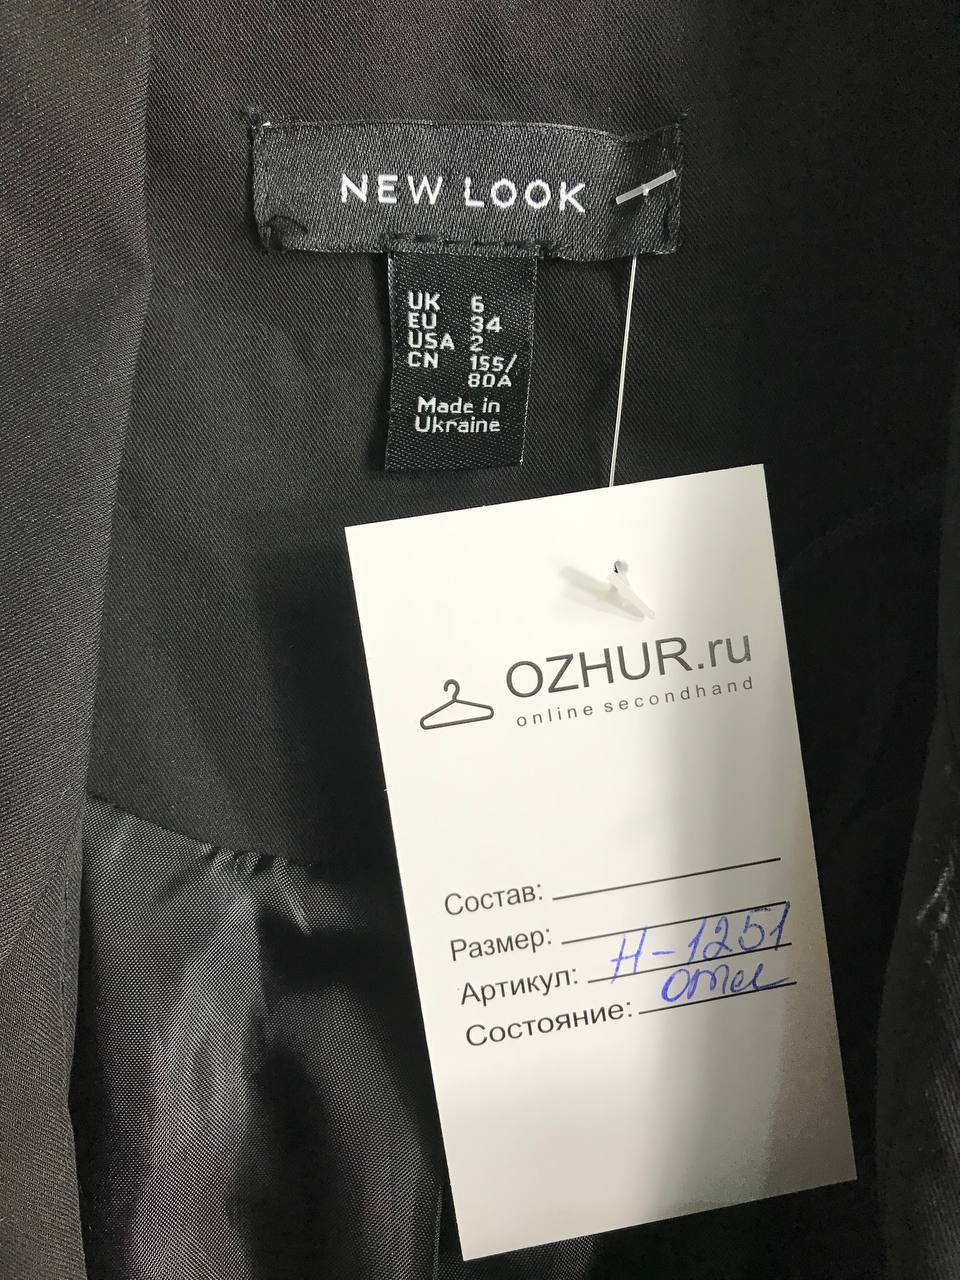 NEW LOOK
UK 6
EU 34
USA 2
CN 155/
80A
Made in
Ukraine
OZHUR.ru
online secondhand
Состав:
Размер:
Артикул: Н-1251
Состояние: отл